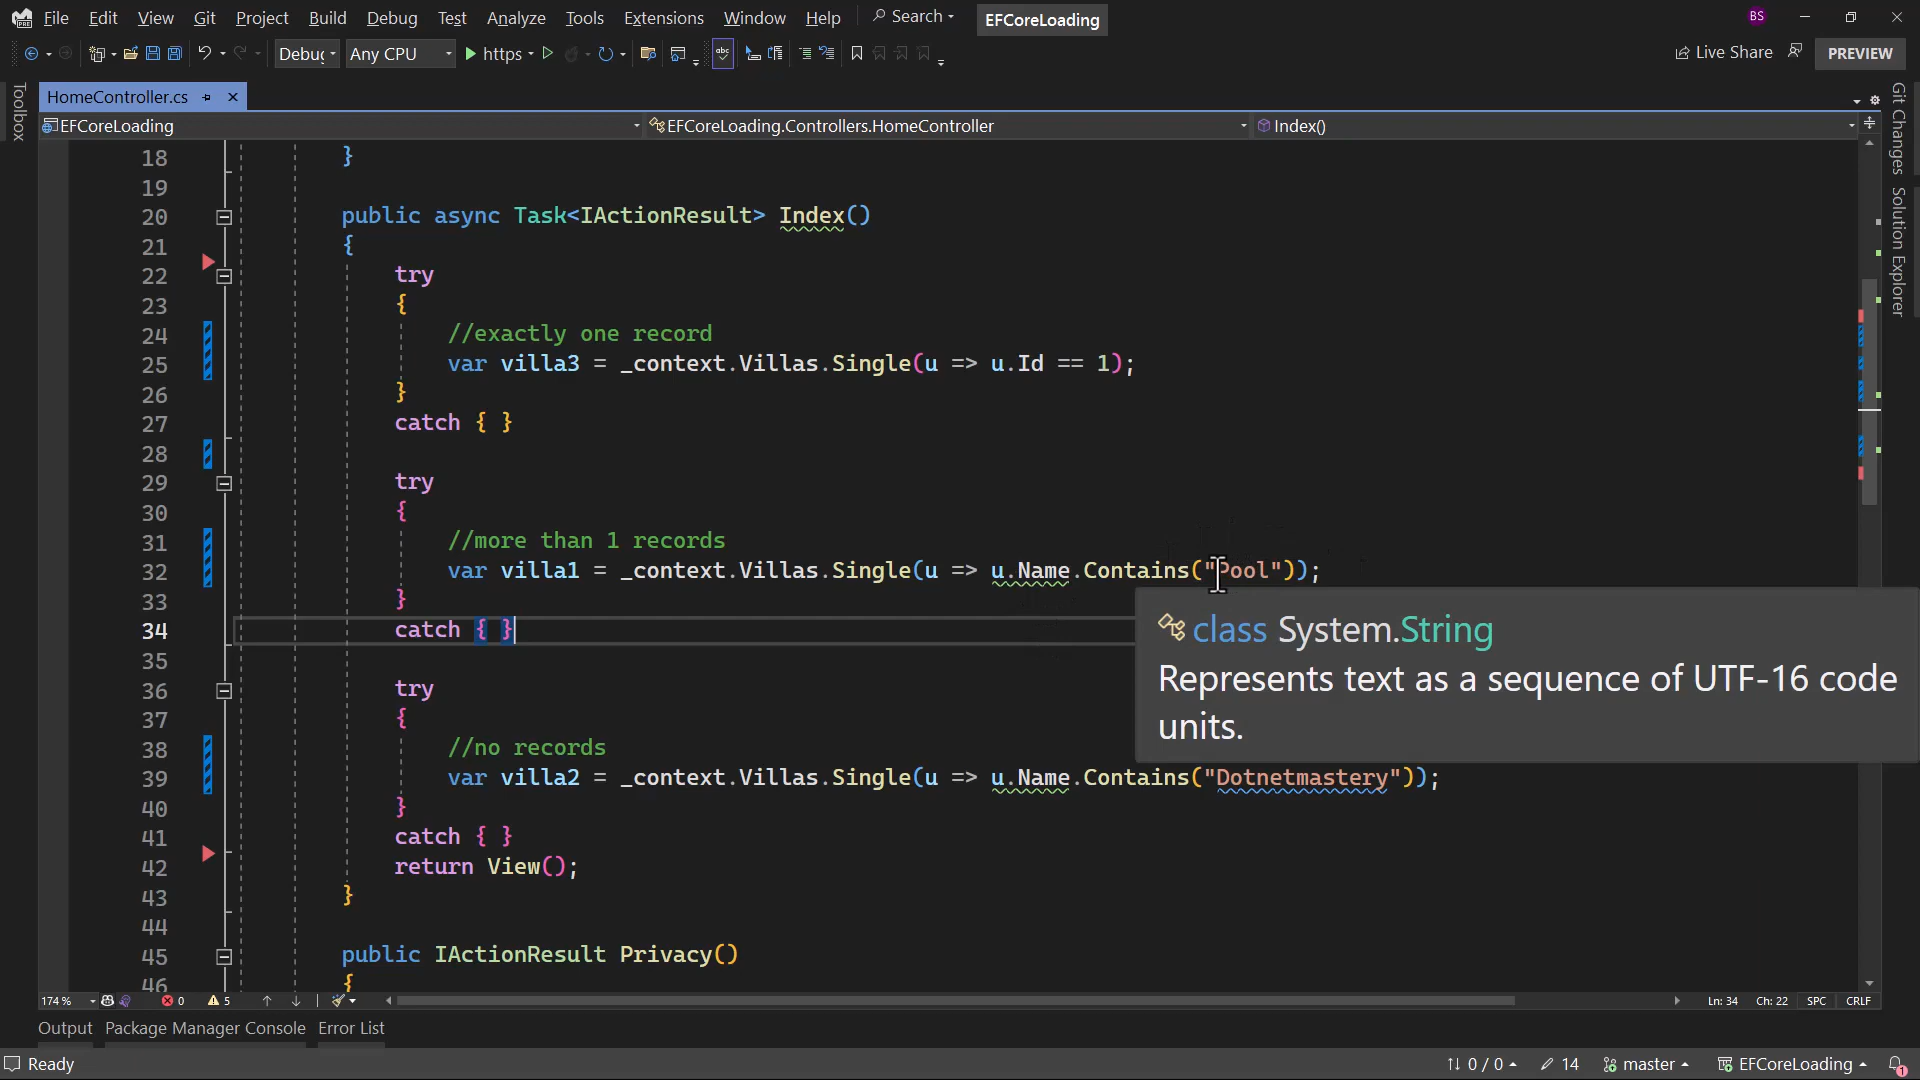 File Edit View Git Project Build Debug Test Analyze Tools Extensions Window Help Search EFCoreLoading BS
Debug Any CPU https Live Share PREVIEW
Toolbox
HomeController.cs
EFCoreLoading EFCoreLoading.Controllers.HomeController Index()
18 }
19
20 public async Task<IActionResult> Index()
21 {
22 try
23 {
24 //exactly one record
25 var villa3 = _context.Villas.Single(u => u.Id == 1);
26 }
27 catch { }
28
29 try
30 {
31 //more than 1 records
32 var villa1 = _context.Villas.Single(u => u.Name.Contains("Pool"));
33 }
34 catch { }
35
36 try
37 {
38 //no records
39 var villa2 = _context.Villas.Single(u => u.Name.Contains("Dotnetmastery"));
40 }
41 catch { }
42 return View();
43 }
44
45 public IActionResult Privacy()
46 {
class System.String
Represents text as a sequence of UTF-16 code
units.
Git Changes
Solution Explorer
174 % 0 5 Ln: 34 Ch: 22 SPC CRLF
Output Package Manager Console Error List
Ready 0 / 0 14 master EFCoreLoading 1